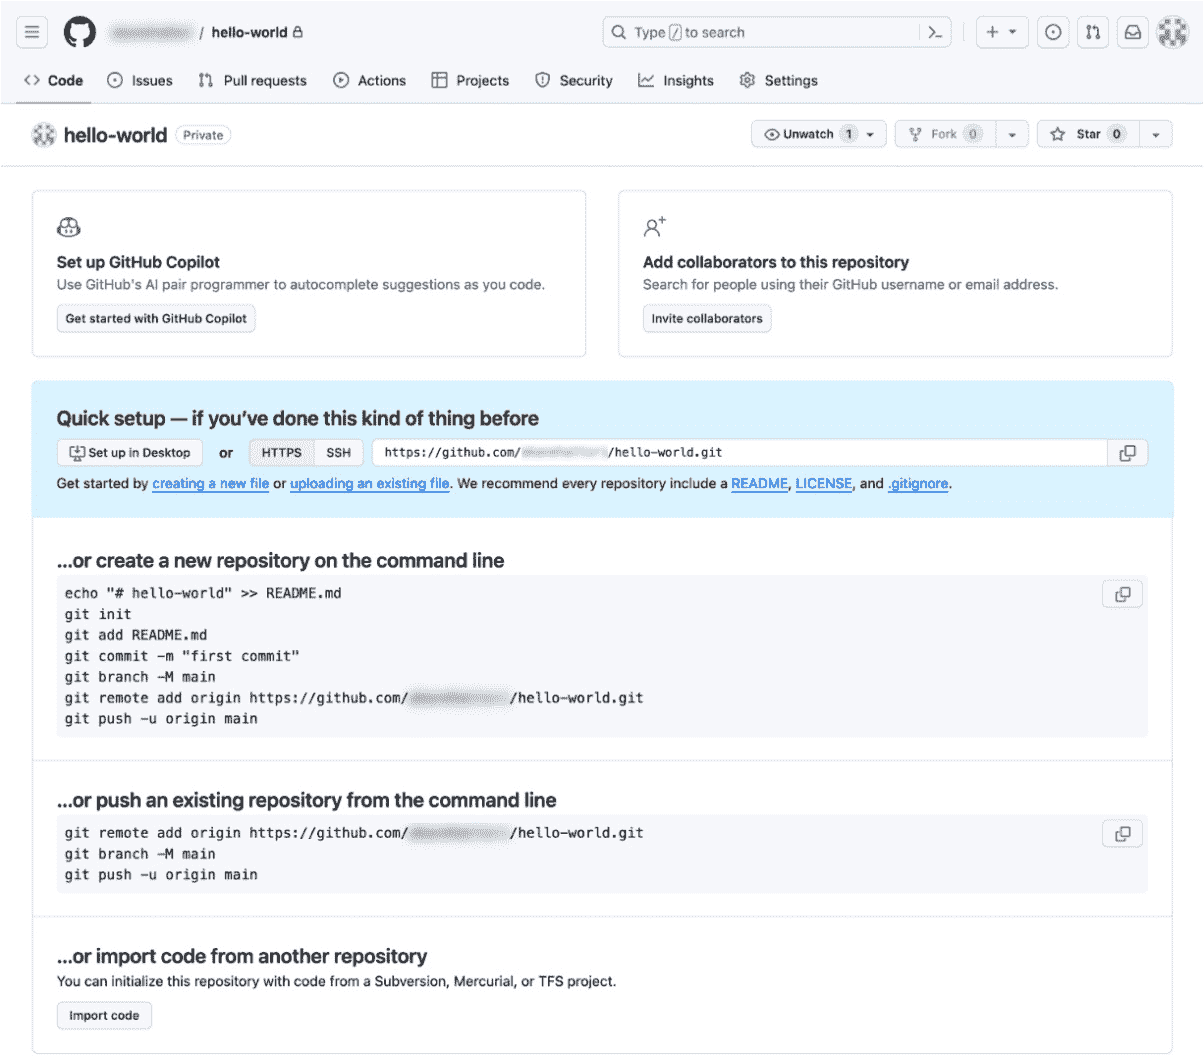 / hello-world
Type / to search
Code Issues Pull requests Actions Projects Security Insights Settings
hello-world Private
Unwatch 1 Fork 0 Star 0
Set up GitHub Copilot
Use GitHub's AI pair programmer to autocomplete suggestions as you code.
Get started with GitHub Copilot
Add collaborators to this repository
Search for people using their GitHub username or email address.
Invite collaborators
Quick setup — if you’ve done this kind of thing before
Set up in Desktop or HTTPS SSH https://github.com/ /hello-world.git
Get started by creating a new file or uploading an existing file. We recommend every repository include a README, LICENSE, and .gitignore.
...or create a new repository on the command line
echo "# hello-world" >> README.md
git init
git add README.md
git commit -m "first commit"
git branch -M main
git remote add origin https://github.com/ /hello-world.git
git push -u origin main
...or push an existing repository from the command line
git remote add origin https://github.com/ /hello-world.git
git branch -M main
git push -u origin main
...or import code from another repository
You can initialize this repository with code from a Subversion, Mercurial, or TFS project.
Import code